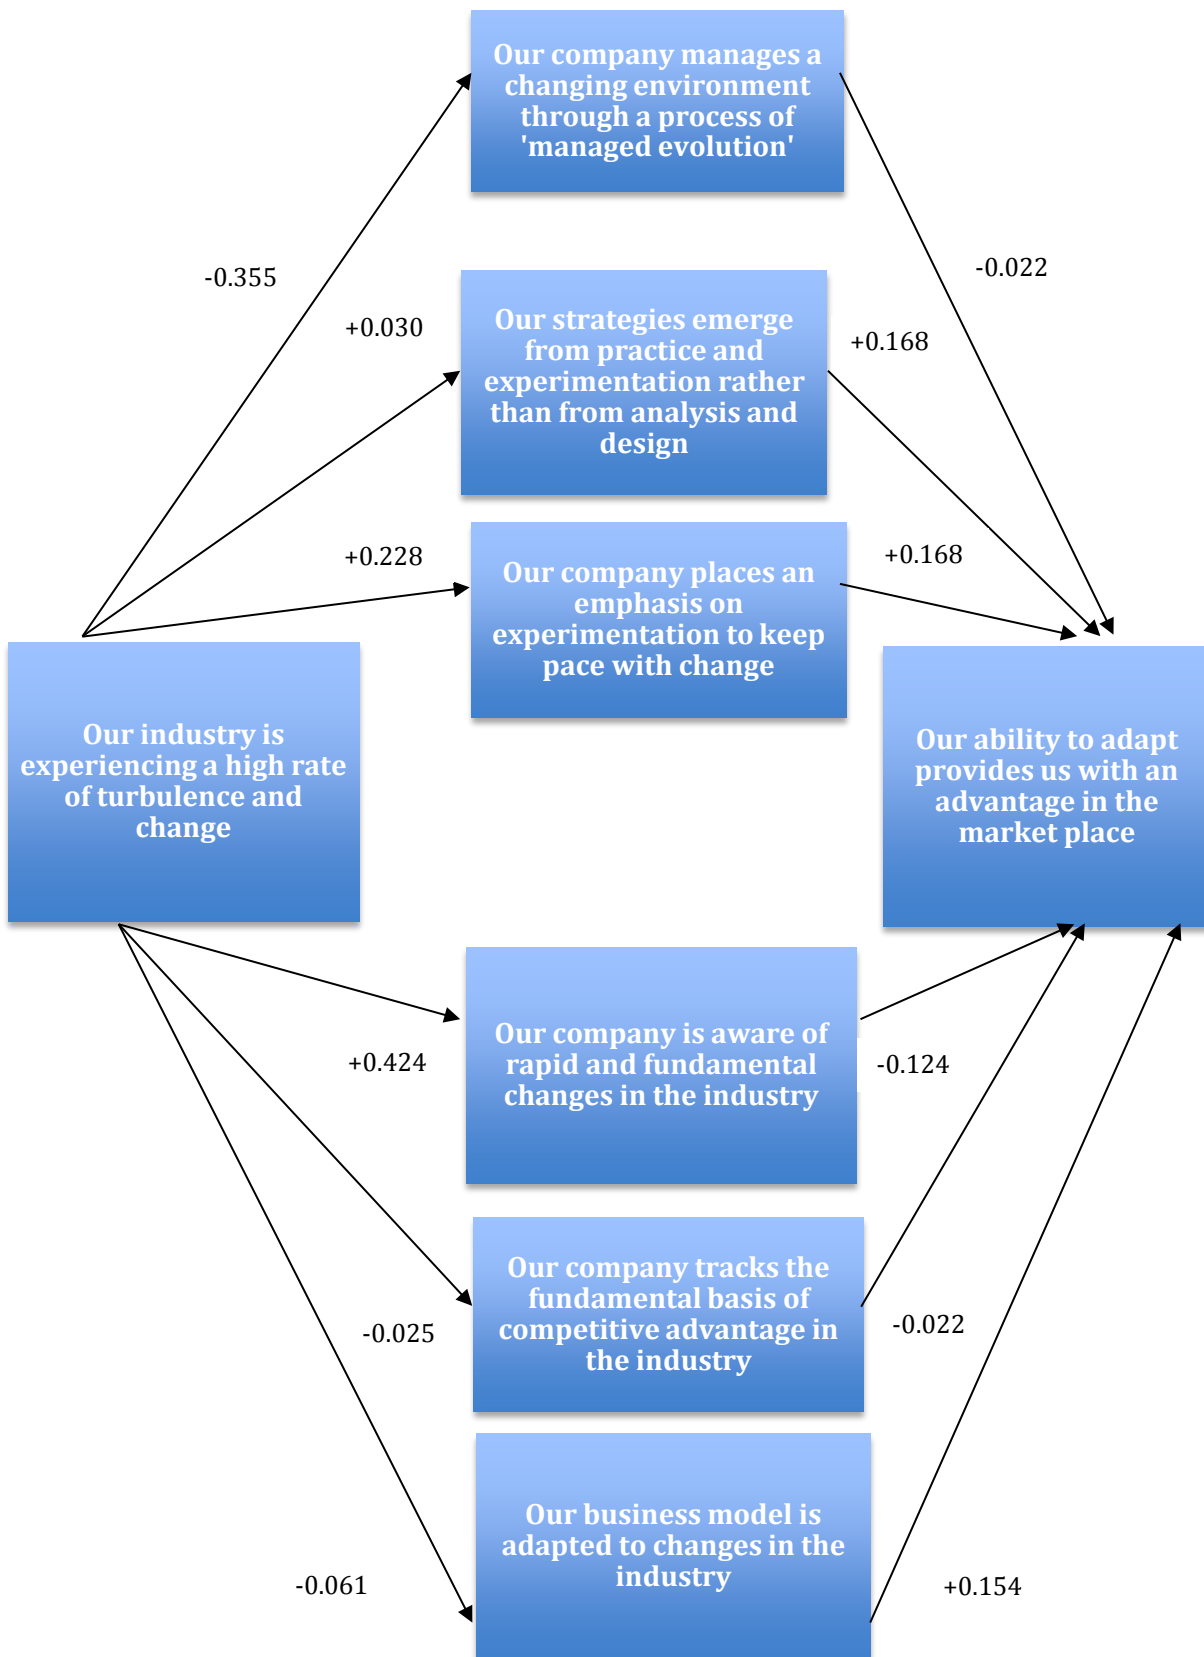 Our company manages a
changing environment
through a process of
'managed evolution'
-0.355
-0.022
+0.030
Our strategies emerge
from practice and
experimentation rather
than from analysis and
design
+0.168
+0.228
Our company places an
emphasis on
experimentation to keep
pace with change
+0.168
Our industry is
experiencing a high rate
of turbulence and
change
Our ability to adapt
provides us with an
advantage in the
market place
+0.424
Our company is aware of
rapid and fundamental
changes in the industry
-0.124
-0.025
Our company tracks the
fundamental basis of
competitive advantage in
the industry
-0.022
-0.061
Our business model is
adapted to changes in the
industry
+0.154